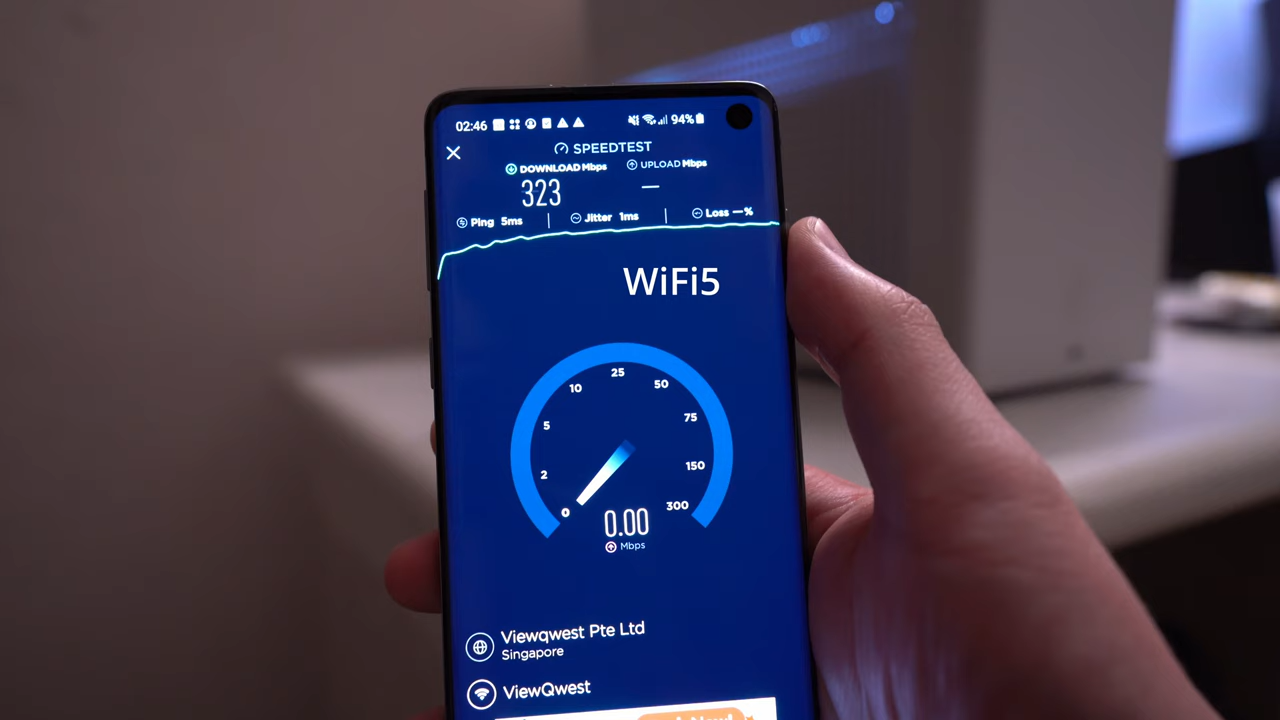 02:46 94%
SPEEDTEST
DOWNLOAD Mbps UPLOAD Mbps
323 —
Ping 5ms Jitter 1ms Loss —%
WiFi5
0 2 5 10 25 50 75 150 300
0.00
Mbps
Viewqwest Pte Ltd
Singapore
ViewQwest